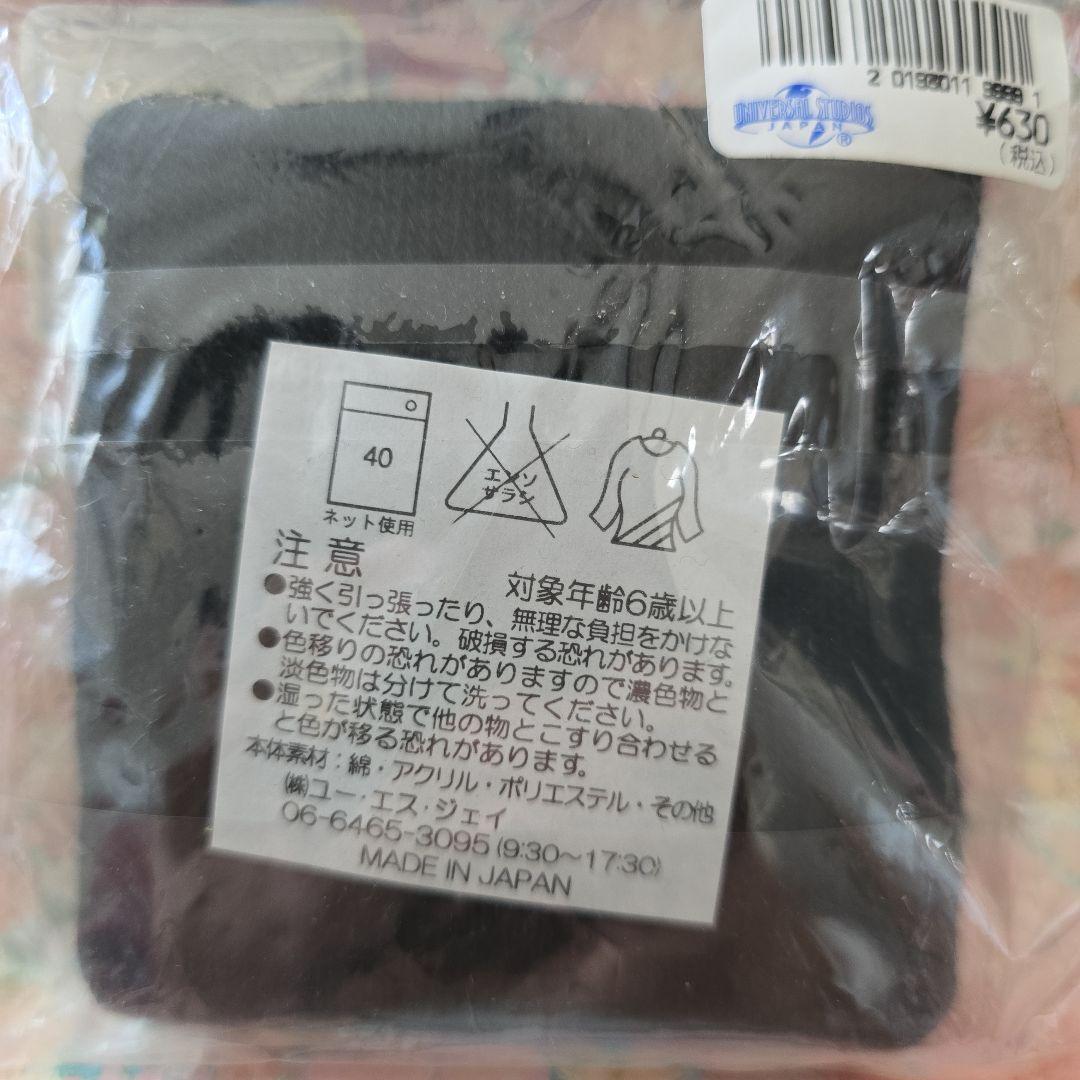 UNIVERSAL STUDIOS
JAPAN
®
¥630
(税込)
40
ネット使用
エンソ
サラシ
注意
対象年齢6歳以上
●強く引っ張ったり、無理な負担をかけな
いでください。破損する恐れがあります。
●色移りの恐れがありますので濃色物と
淡色物は分けて洗ってください。
●湿った状態で他の物とこすり合わせる
と色が移る恐れがあります。
本体素材:綿・アクリル・ポリエステル・その他
㈱ユー・エス・ジェイ
06-6465-3095(9:30~17:30)
MADE IN JAPAN